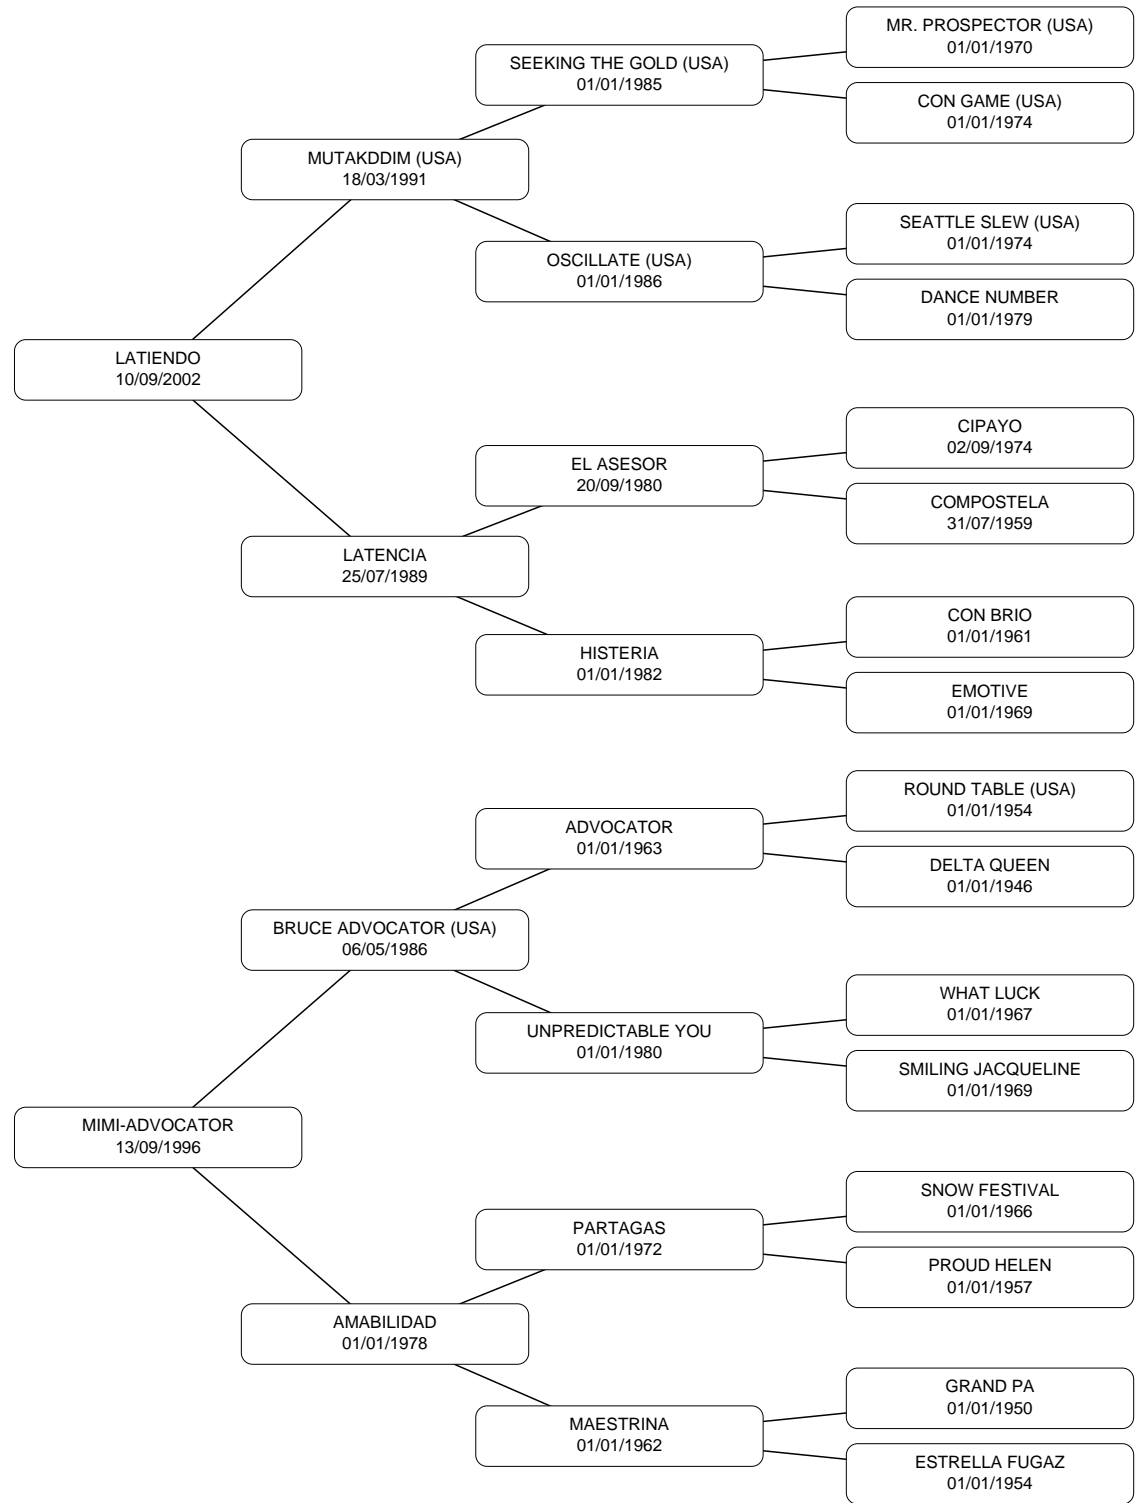 MR. PROSPECTOR (USA)
01/01/1970
SEEKING THE GOLD (USA)
01/01/1985
CON GAME (USA)
01/01/1974
MUTAKDDIM (USA)
18/03/1991
SEATTLE SLEW (USA)
01/01/1974
OSCILLATE (USA)
01/01/1986
DANCE NUMBER
01/01/1979
LATIENDO
10/09/2002
CIPAYO
02/09/1974
EL ASESOR
20/09/1980
COMPOSTELA
31/07/1959
LATENCIA
25/07/1989
CON BRIO
01/01/1961
HISTERIA
01/01/1982
EMOTIVE
01/01/1969
ROUND TABLE (USA)
01/01/1954
ADVOCATOR
01/01/1963
DELTA QUEEN
01/01/1946
BRUCE ADVOCATOR (USA)
06/05/1986
WHAT LUCK
01/01/1967
UNPREDICTABLE YOU
01/01/1980
SMILING JACQUELINE
01/01/1969
MIMI-ADVOCATOR
13/09/1996
SNOW FESTIVAL
01/01/1966
PARTAGAS
01/01/1972
PROUD HELEN
01/01/1957
AMABILIDAD
01/01/1978
GRAND PA
01/01/1950
MAESTRINA
01/01/1962
ESTRELLA FUGAZ
01/01/1954